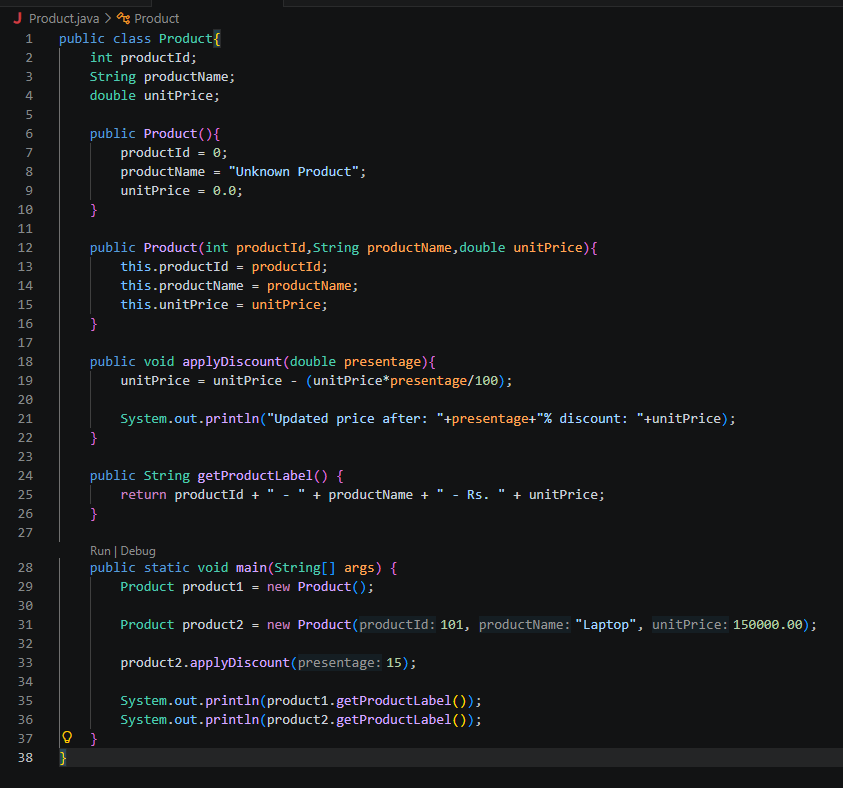 J Product.java > Product
1 public class Product{
2     int productId;
3     String productName;
4     double unitPrice;
5
6     public Product(){
7         productId = 0;
8         productName = "Unknown Product";
9         unitPrice = 0.0;
10     }
11
12     public Product(int productId,String productName,double unitPrice){
13         this.productId = productId;
14         this.productName = productName;
15         this.unitPrice = unitPrice;
16     }
17
18     public void applyDiscount(double presentage){
19         unitPrice = unitPrice - (unitPrice*presentage/100);
20
21         System.out.println("Updated price after: "+presentage+"% discount: "+unitPrice);
22     }
23
24     public String getProductLabel() {
25         return productId + " - " + productName + " - Rs. " + unitPrice;
26     }
27
Run | Debug
28     public static void main(String[] args) {
29         Product product1 = new Product();
30
31         Product product2 = new Product(productId: 101, productName: "Laptop", unitPrice: 150000.00);
32
33         product2.applyDiscount(presentage: 15);
34
35         System.out.println(product1.getProductLabel());
36         System.out.println(product2.getProductLabel());
37     }
38 }